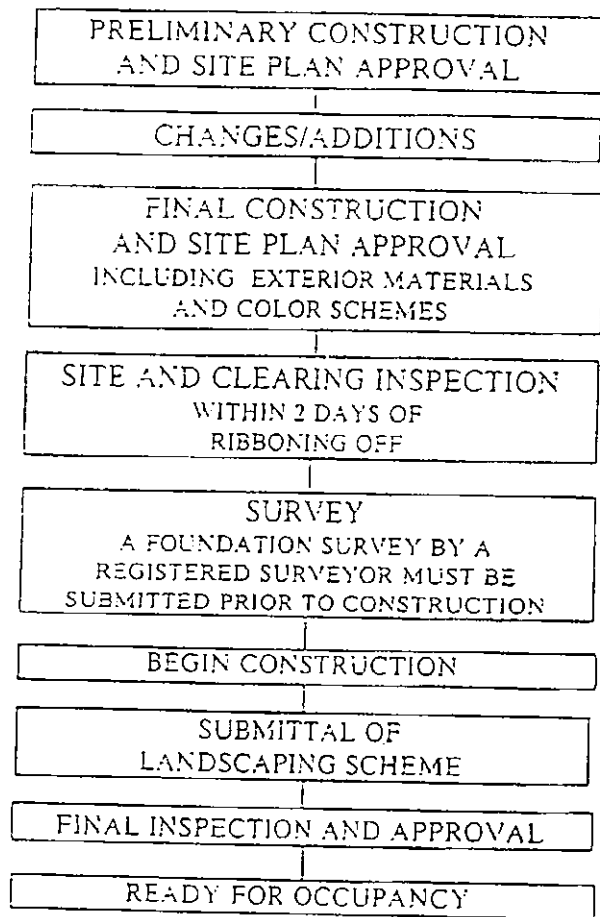 PRELIMINARY CONSTRUCTION
AND SITE PLAN APPROVAL
CHANGES/ADDITIONS
FINAL CONSTRUCTION
AND SITE PLAN APPROVAL
INCLUDING EXTERIOR MATERIALS
AND COLOR SCHEMES
SITE AND CLEARING INSPECTION
WITHIN 2 DAYS OF
RIBBONING OFF
SURVEY
A FOUNDATION SURVEY BY A
REGISTERED SURVEYOR MUST BE
SUBMITTED PRIOR TO CONSTRUCTION
BEGIN CONSTRUCTION
SUBMITTAL OF
LANDSCAPING SCHEME
FINAL INSPECTION AND APPROVAL
READY FOR OCCUPANCY